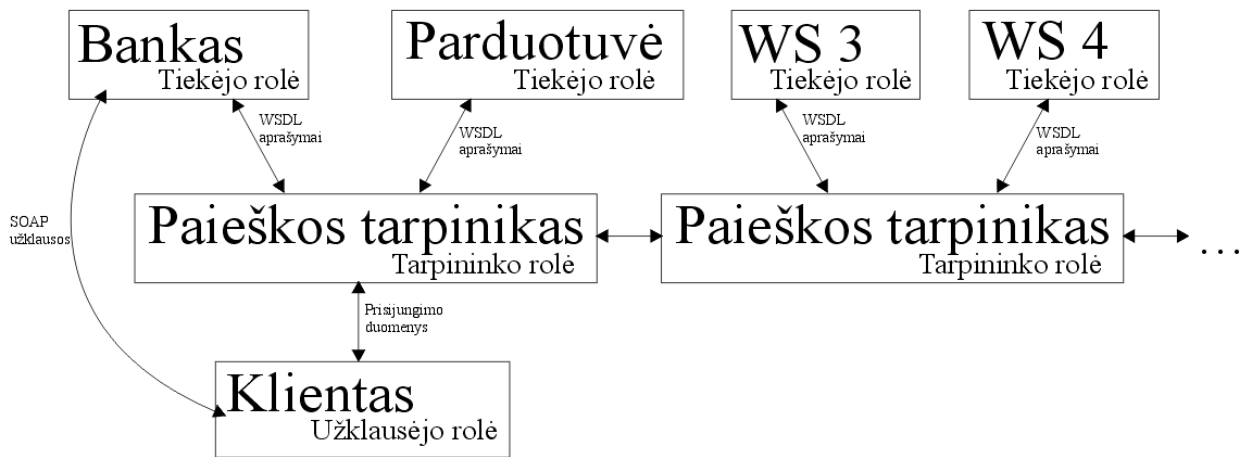 Bankas
Tiekėjo rolė
Parduotuvė
Tiekėjo rolė
WS 3
Tiekėjo rolė
WS 4
Tiekėjo rolė
WSDL
aprašymai
WSDL
aprašymai
WSDL
aprašymai
WSDL
aprašymai
SOAP
užklausos
Paieškos tarpinikas
Tarpininko rolė
Paieškos tarpinikas
Tarpininko rolė
...
Prisijungimo
duomenys
Klientas
Užklausėjo rolė